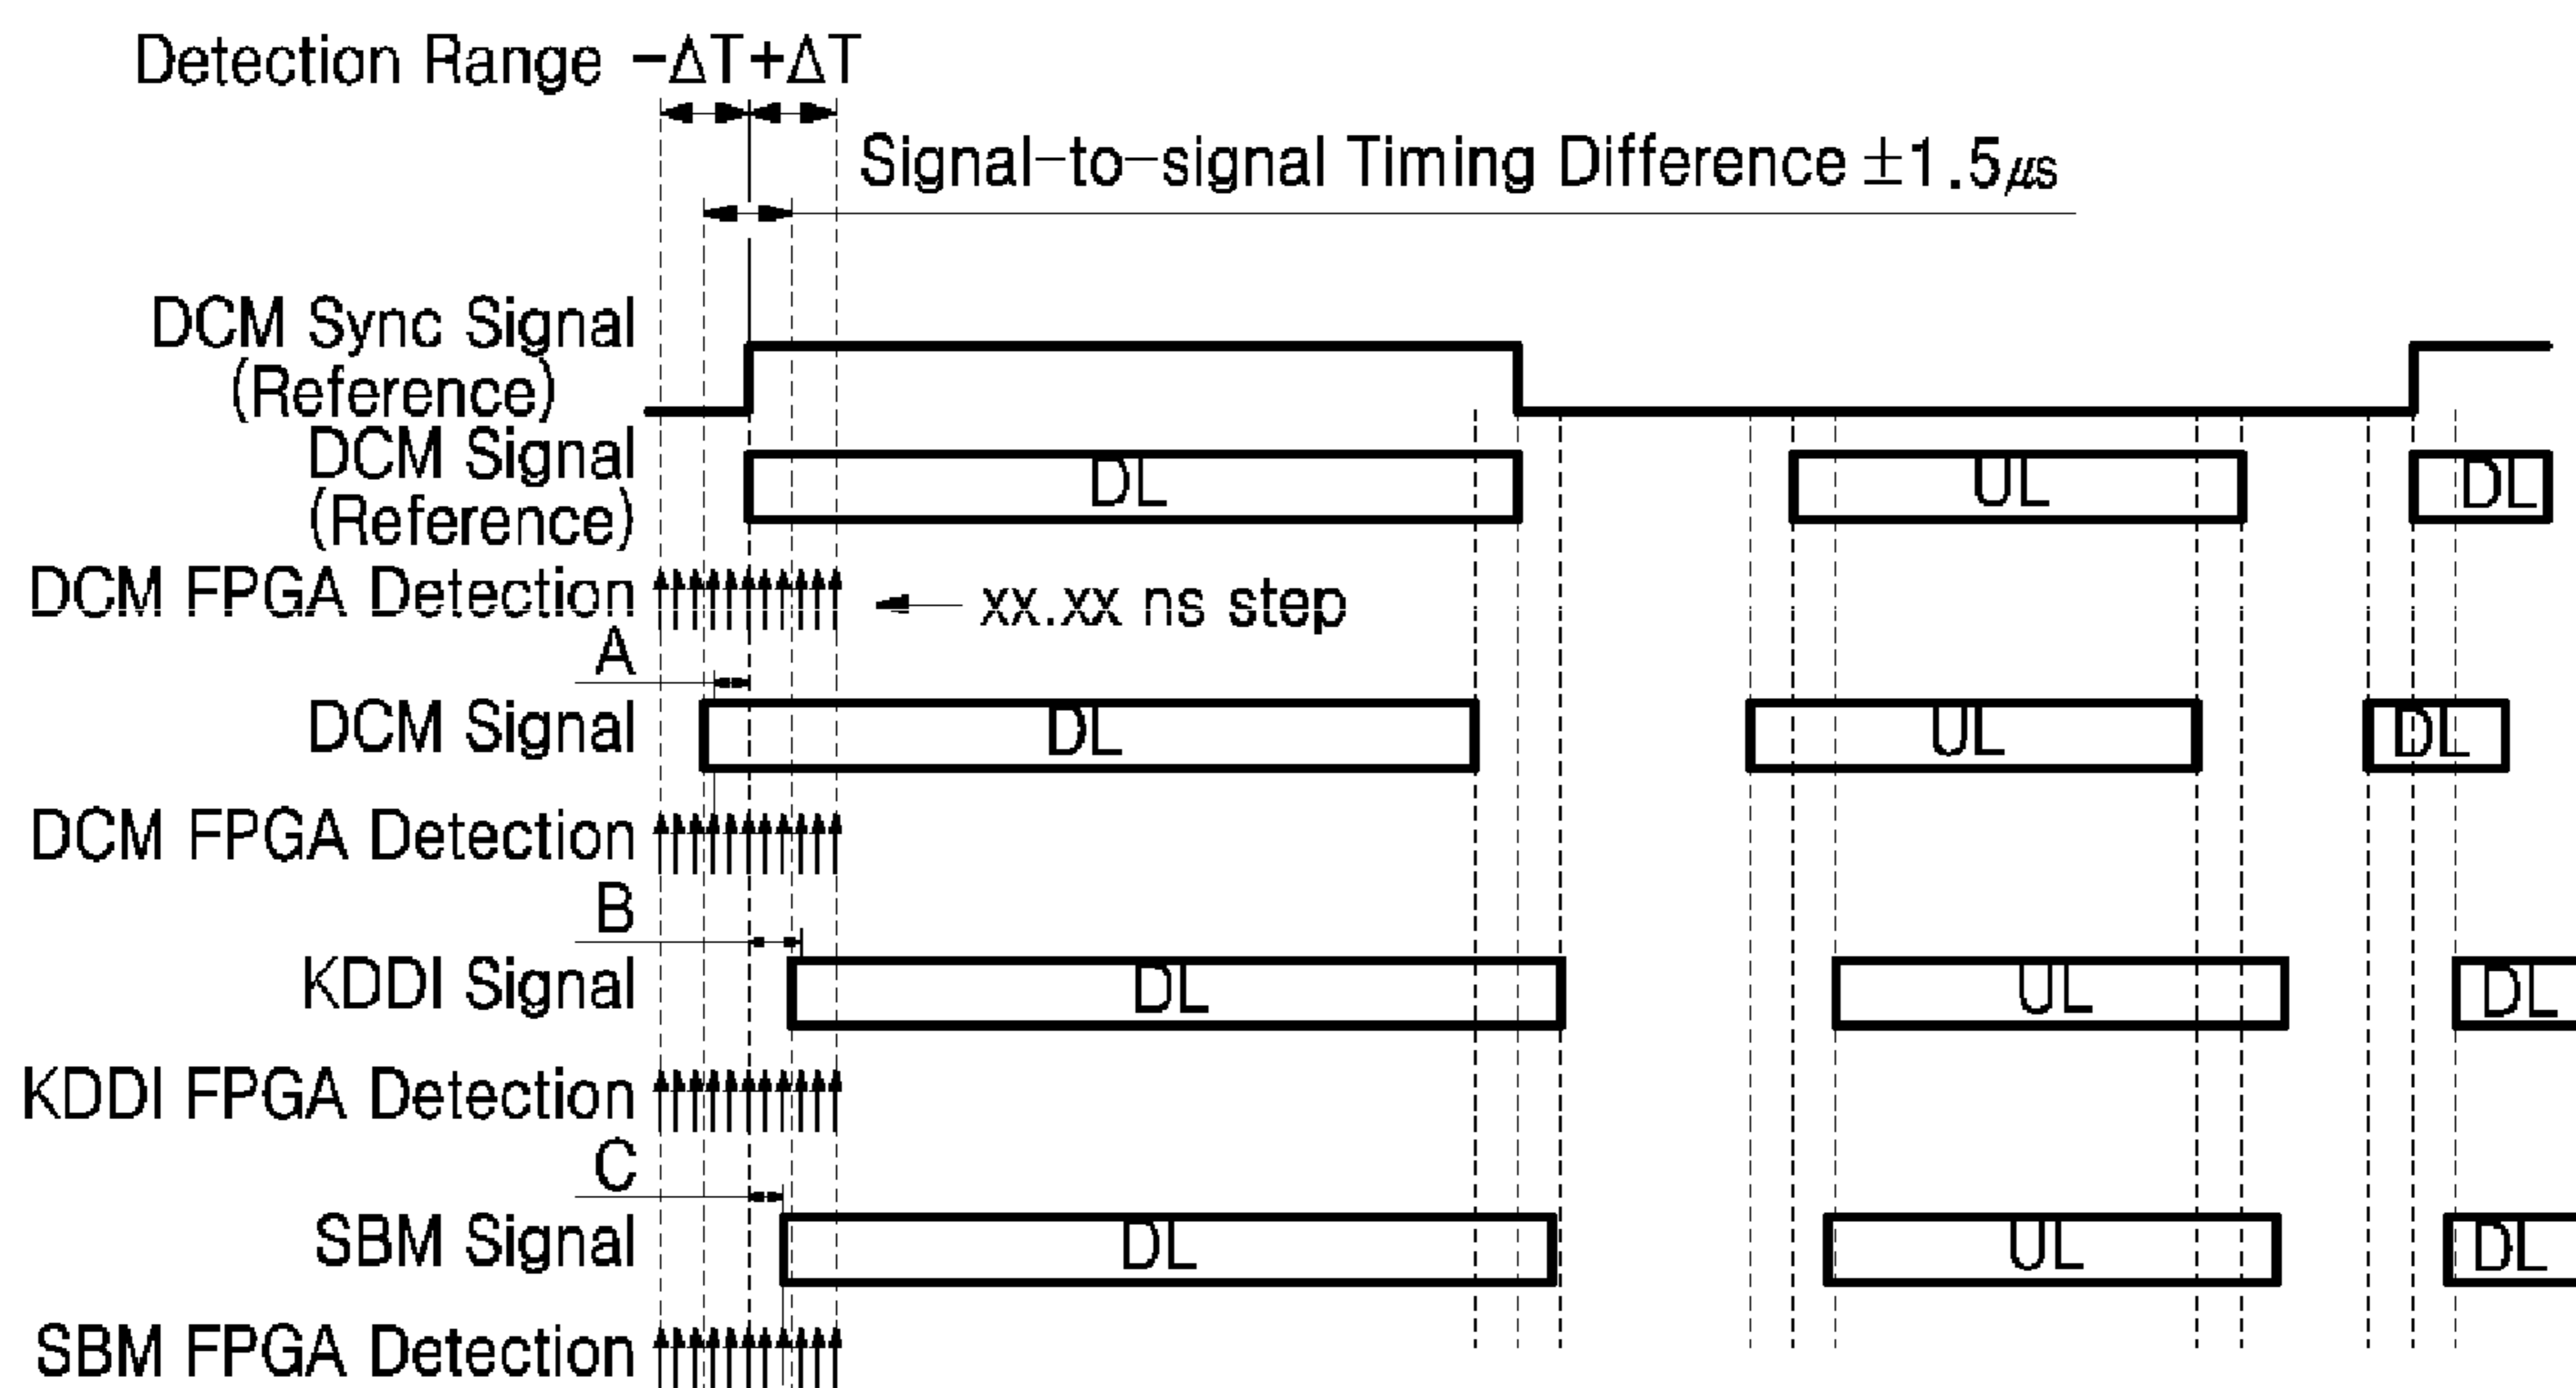 Detection Range -ΔT+ΔT
Signal-to-signal Timing Difference ±1.5μs
DCM Sync Signal
(Reference)
DCM Signal
(Reference)
DL
UL
DL
DCM FPGA Detection
xx.xx ns step
A
DCM Signal
DL
UL
DL
DCM FPGA Detection
B
KDDI Signal
DL
UL
DL
KDDI FPGA Detection
C
SBM Signal
DL
UL
DL
SBM FPGA Detection